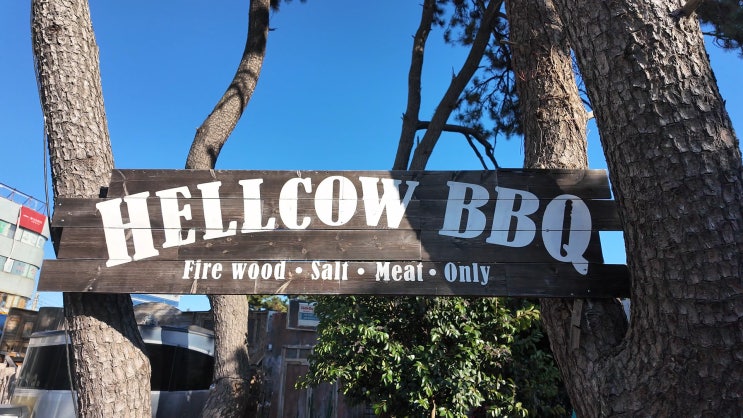 HELLCOW BBQ
Fire wood • Salt • Meat • Only